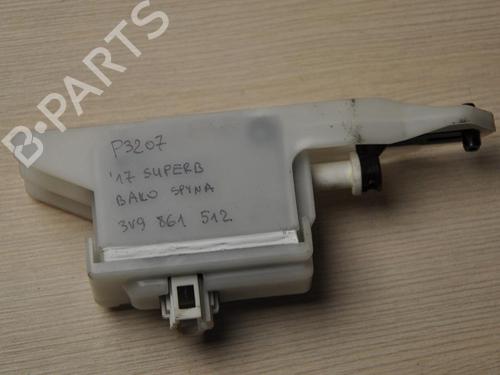 B-PARTS
P3207
'17 SUPERB
BAKO SPYNA
3V9 861 512